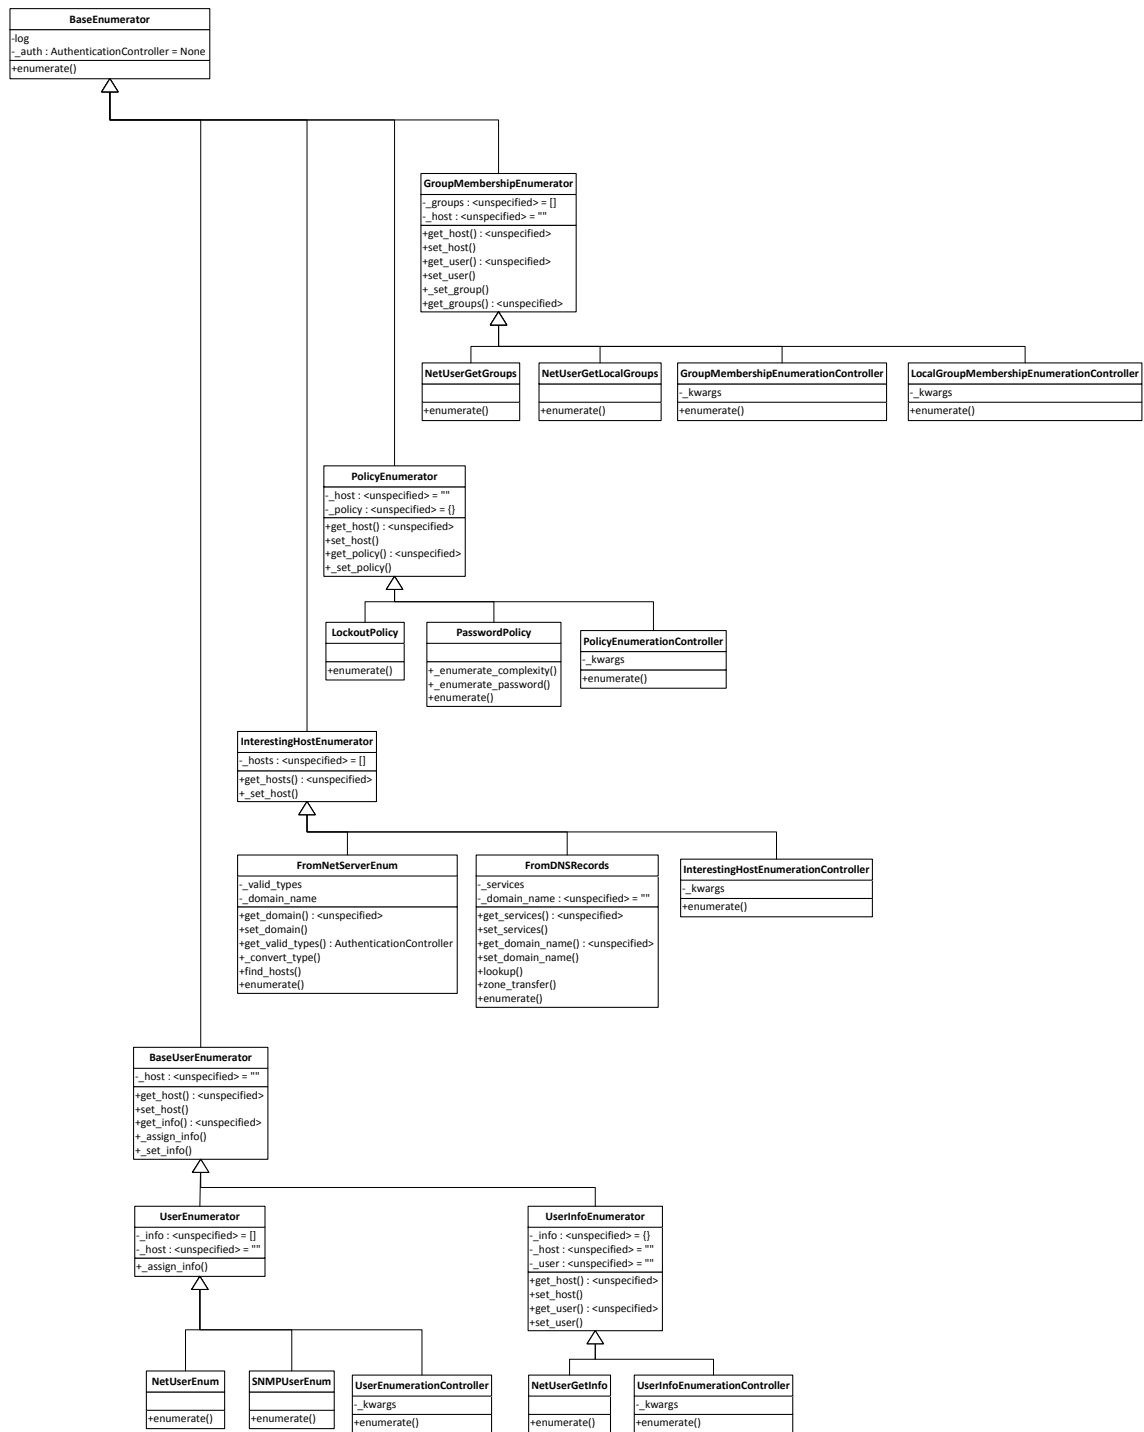 BaseEnumerator
-log
-_auth : AuthenticationController = None
+enumerate()
GroupMembershipEnumerator
-_groups : <unspecified> = []
-_host : <unspecified> = ""
+get_host() : <unspecified>
+set_host()
+get_user() : <unspecified>
+set_user()
+_set_group()
+get_groups() : <unspecified>
NetUserGetGroups
+enumerate()
NetUserGetLocalGroups
+enumerate()
GroupMembershipEnumerationController
-_kwargs
+enumerate()
LocalGroupMembershipEnumerationController
-_kwargs
+enumerate()
PolicyEnumerator
-_host : <unspecified> = ""
-_policy : <unspecified> = {}
+get_host() : <unspecified>
+set_host()
+get_policy() : <unspecified>
+_set_policy()
LockoutPolicy
+enumerate()
PasswordPolicy
+_enumerate_complexity()
+_enumerate_password()
+enumerate()
PolicyEnumerationController
-_kwargs
+enumerate()
InterestingHostEnumerator
-_hosts : <unspecified> = []
+get_hosts() : <unspecified>
+_set_host()
FromNetServerEnum
-_valid_types
-_domain_name
+get_domain() : <unspecified>
+set_domain()
+get_valid_types() : AuthenticationController
+_convert_type()
+find_hosts()
+enumerate()
FromDNSRecords
-_services
-_domain_name : <unspecified> = ""
+get_services() : <unspecified>
+set_services()
+get_domain_name() : <unspecified>
+set_domain_name()
+lookup()
+zone_transfer()
+enumerate()
InterestingHostEnumerationController
-_kwargs
+enumerate()
BaseUserEnumerator
-_host : <unspecified> = ""
+get_host() : <unspecified>
+set_host()
+get_info() : <unspecified>
+_assign_info()
+_set_info()
UserEnumerator
-_info : <unspecified> = []
-_host : <unspecified> = ""
+_assign_info()
UserInfoEnumerator
-_info : <unspecified> = {}
-_host : <unspecified> = ""
-_user : <unspecified> = ""
+get_host() : <unspecified>
+set_host()
+get_user() : <unspecified>
+set_user()
NetUserEnum
+enumerate()
SNMPUserEnum
+enumerate()
UserEnumerationController
-_kwargs
+enumerate()
NetUserGetInfo
+enumerate()
UserInfoEnumerationController
-_kwargs
+enumerate()